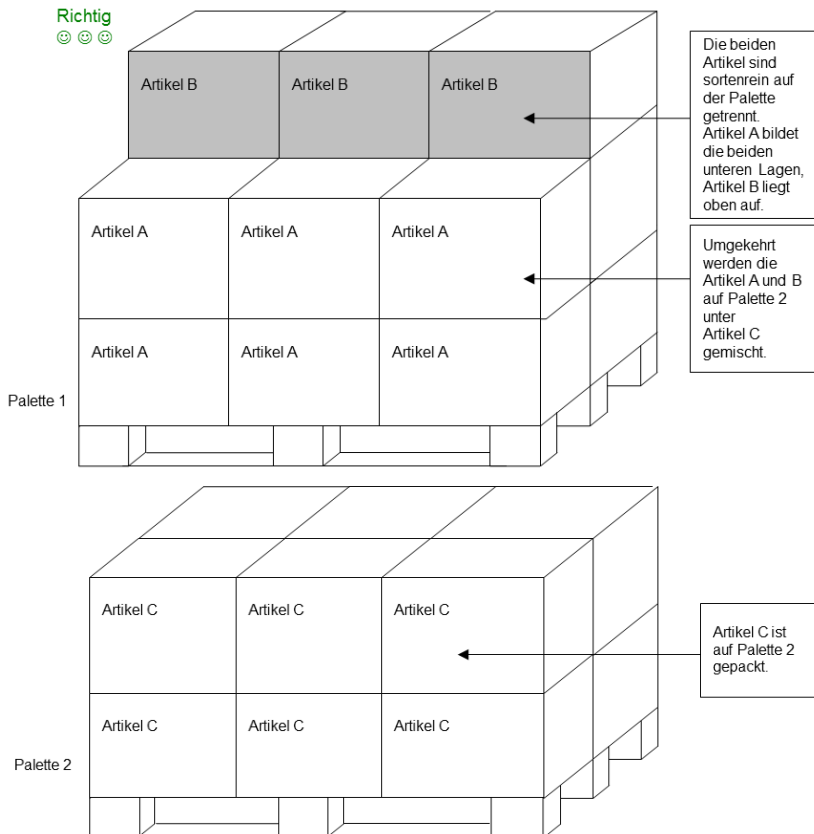 Richtig
☺ ☺ ☺
Artikel B
Artikel B
Artikel B
Die beiden
Artikel sind
sortenrein auf
der Palette
getrennt.
Artikel A bildet
die beiden
unteren Lagen,
Artikel B liegt
oben auf.
Artikel A
Artikel A
Artikel A
Umgekehrt
werden die
Artikel A und B
auf Palette 2
unter
Artikel C
gemischt.
Artikel A
Artikel A
Artikel A
Palette 1
Artikel C
Artikel C
Artikel C
Artikel C ist
auf Palette 2
gepackt.
Artikel C
Artikel C
Artikel C
Palette 2